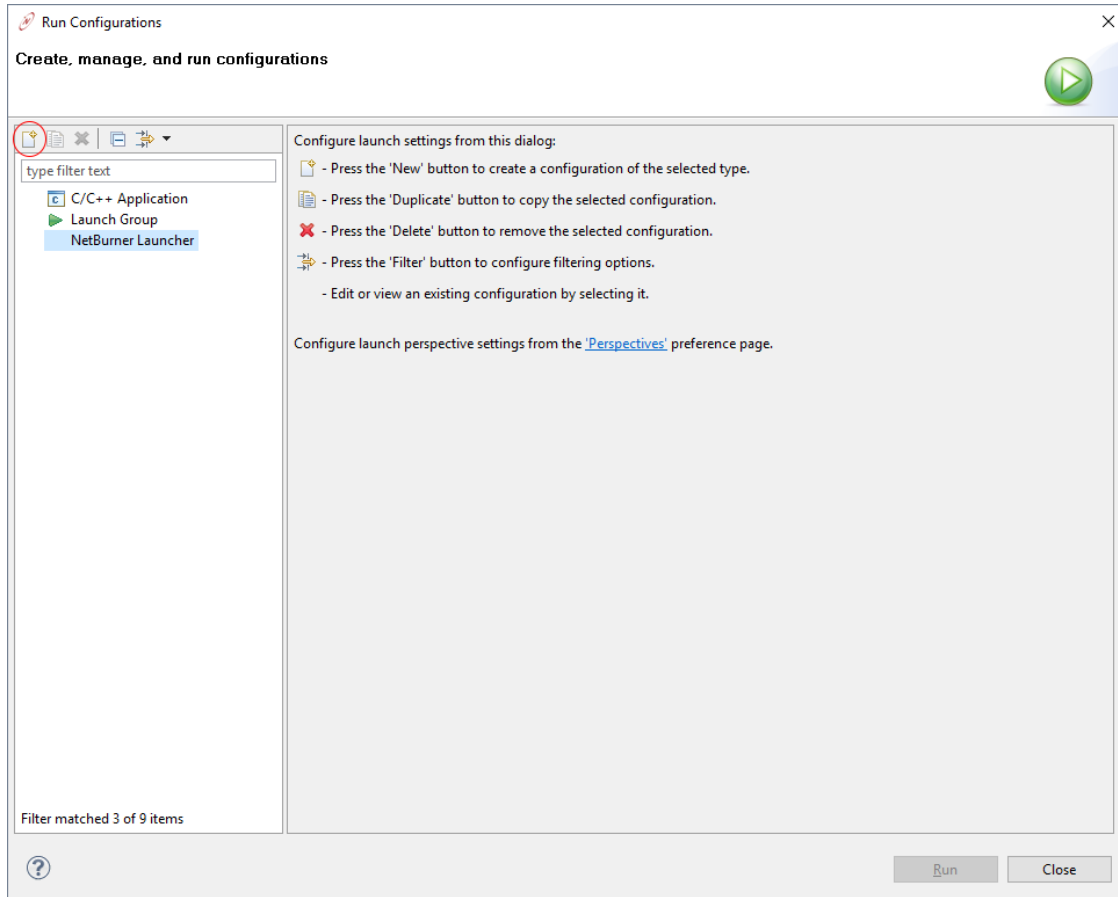 Run Configurations
Create, manage, and run configurations
type filter text
C/C++ Application
Launch Group
NetBurner Launcher
Filter matched 3 of 9 items
Configure launch settings from this dialog:
- Press the 'New' button to create a configuration of the selected type.
- Press the 'Duplicate' button to copy the selected configuration.
- Press the 'Delete' button to remove the selected configuration.
- Press the 'Filter' button to configure filtering options.
- Edit or view an existing configuration by selecting it.
Configure launch perspective settings from the 'Perspectives' preference page.
Run
Close